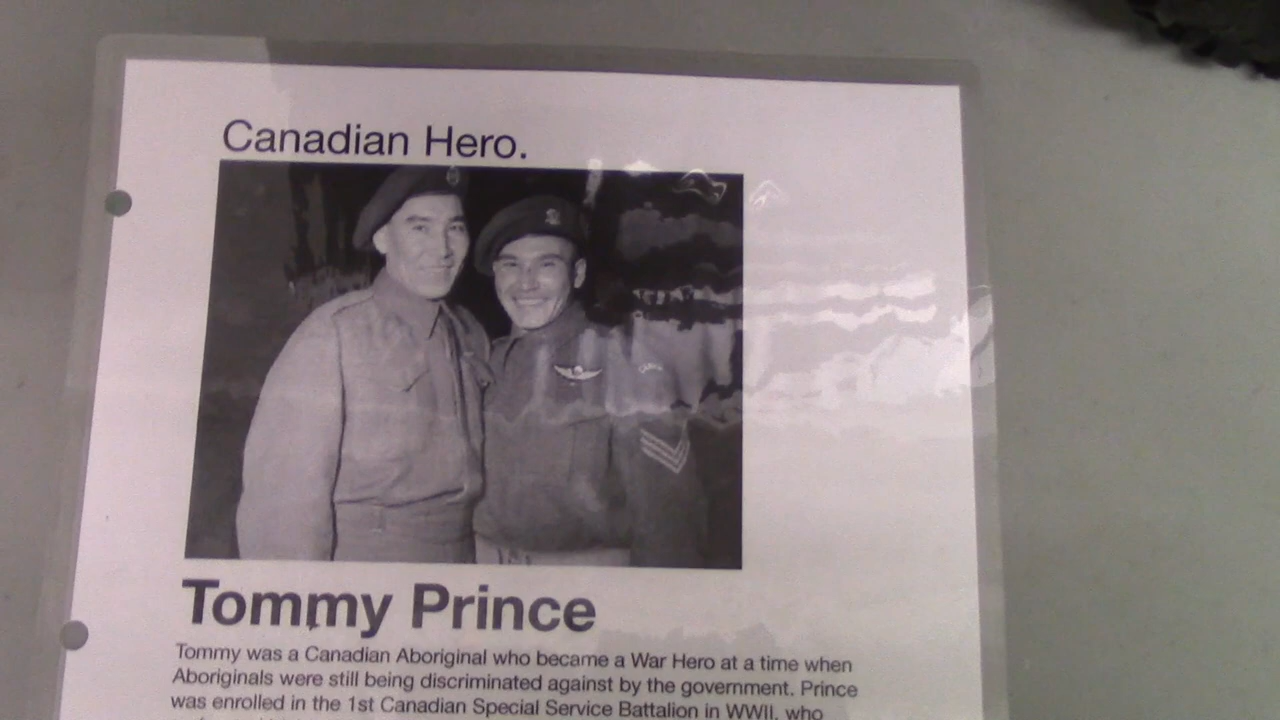 Canadian Hero.
Tommy Prince
Tommy was a Canadian Aboriginal who became a War Hero at a time when
Aboriginals were still being discriminated against by the government. Prince
was enrolled in the 1st Canadian Special Service Battalion in WWII, who